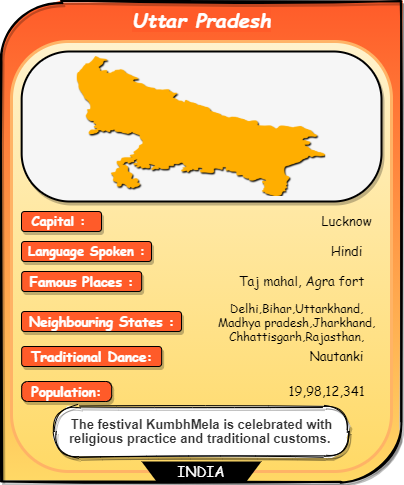 Uttar Pradesh
Capital : Lucknow
Language Spoken : Hindi
Famous Places : Taj mahal, Agra fort
Neighbouring States : Delhi,Bihar,Uttarkhand,
Madhya pradesh,Jharkhand,
Chhattisgarh,Rajasthan,
Traditional Dance: Nautanki
Population: 19,98,12,341
The festival KumbhMela is celebrated with
religious practice and traditional customs.
INDIA